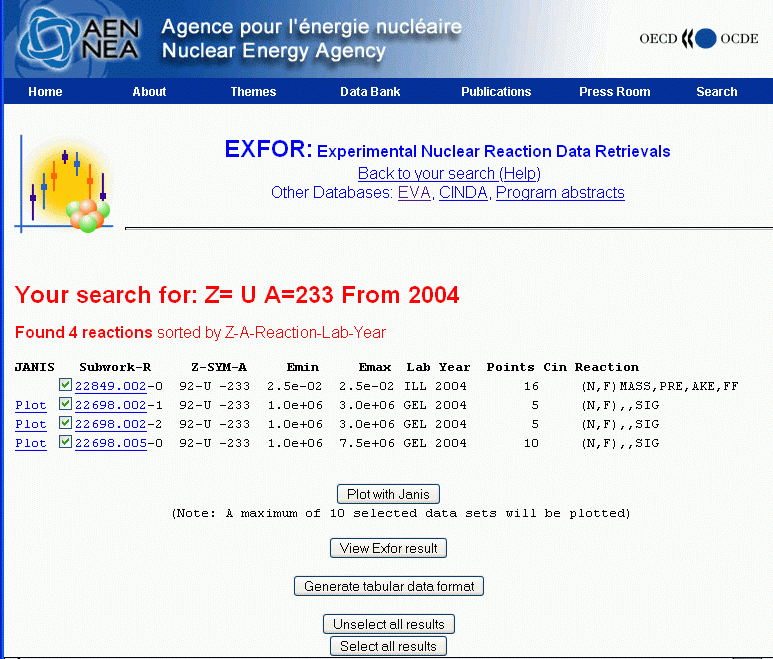 AEN
NEA
Agence pour l'énergie nucléaire
Nuclear Energy Agency
OECD OCDE
Home About Themes Data Bank Publications Press Room Search
EXFOR: Experimental Nuclear Reaction Data Retrievals
Back to your search (Help)
Other Databases: EVA, CINDA, Program abstracts
Your search for: Z= U A=233 From 2004
Found 4 reactions sorted by Z-A-Reaction-Lab-Year
JANIS Subwork-R Z-SYM-A Emin Emax Lab Year Points Cin Reaction
22849.002-0 92-U -233 2.5e-02 2.5e-02 ILL 2004 16 (N,F)MASS,PRE,AKE,FF
Plot 22698.002-1 92-U -233 1.0e+06 3.0e+06 GEL 2004 5 (N,F),,SIG
Plot 22698.002-2 92-U -233 1.0e+06 3.0e+06 GEL 2004 5 (N,F),,SIG
Plot 22698.005-0 92-U -233 1.0e+06 7.5e+06 GEL 2004 10 (N,F),,SIG
Plot with Janis
(Note: A maximum of 10 selected data sets will be plotted)
View Exfor result
Generate tabular data format
Unselect all results
Select all results